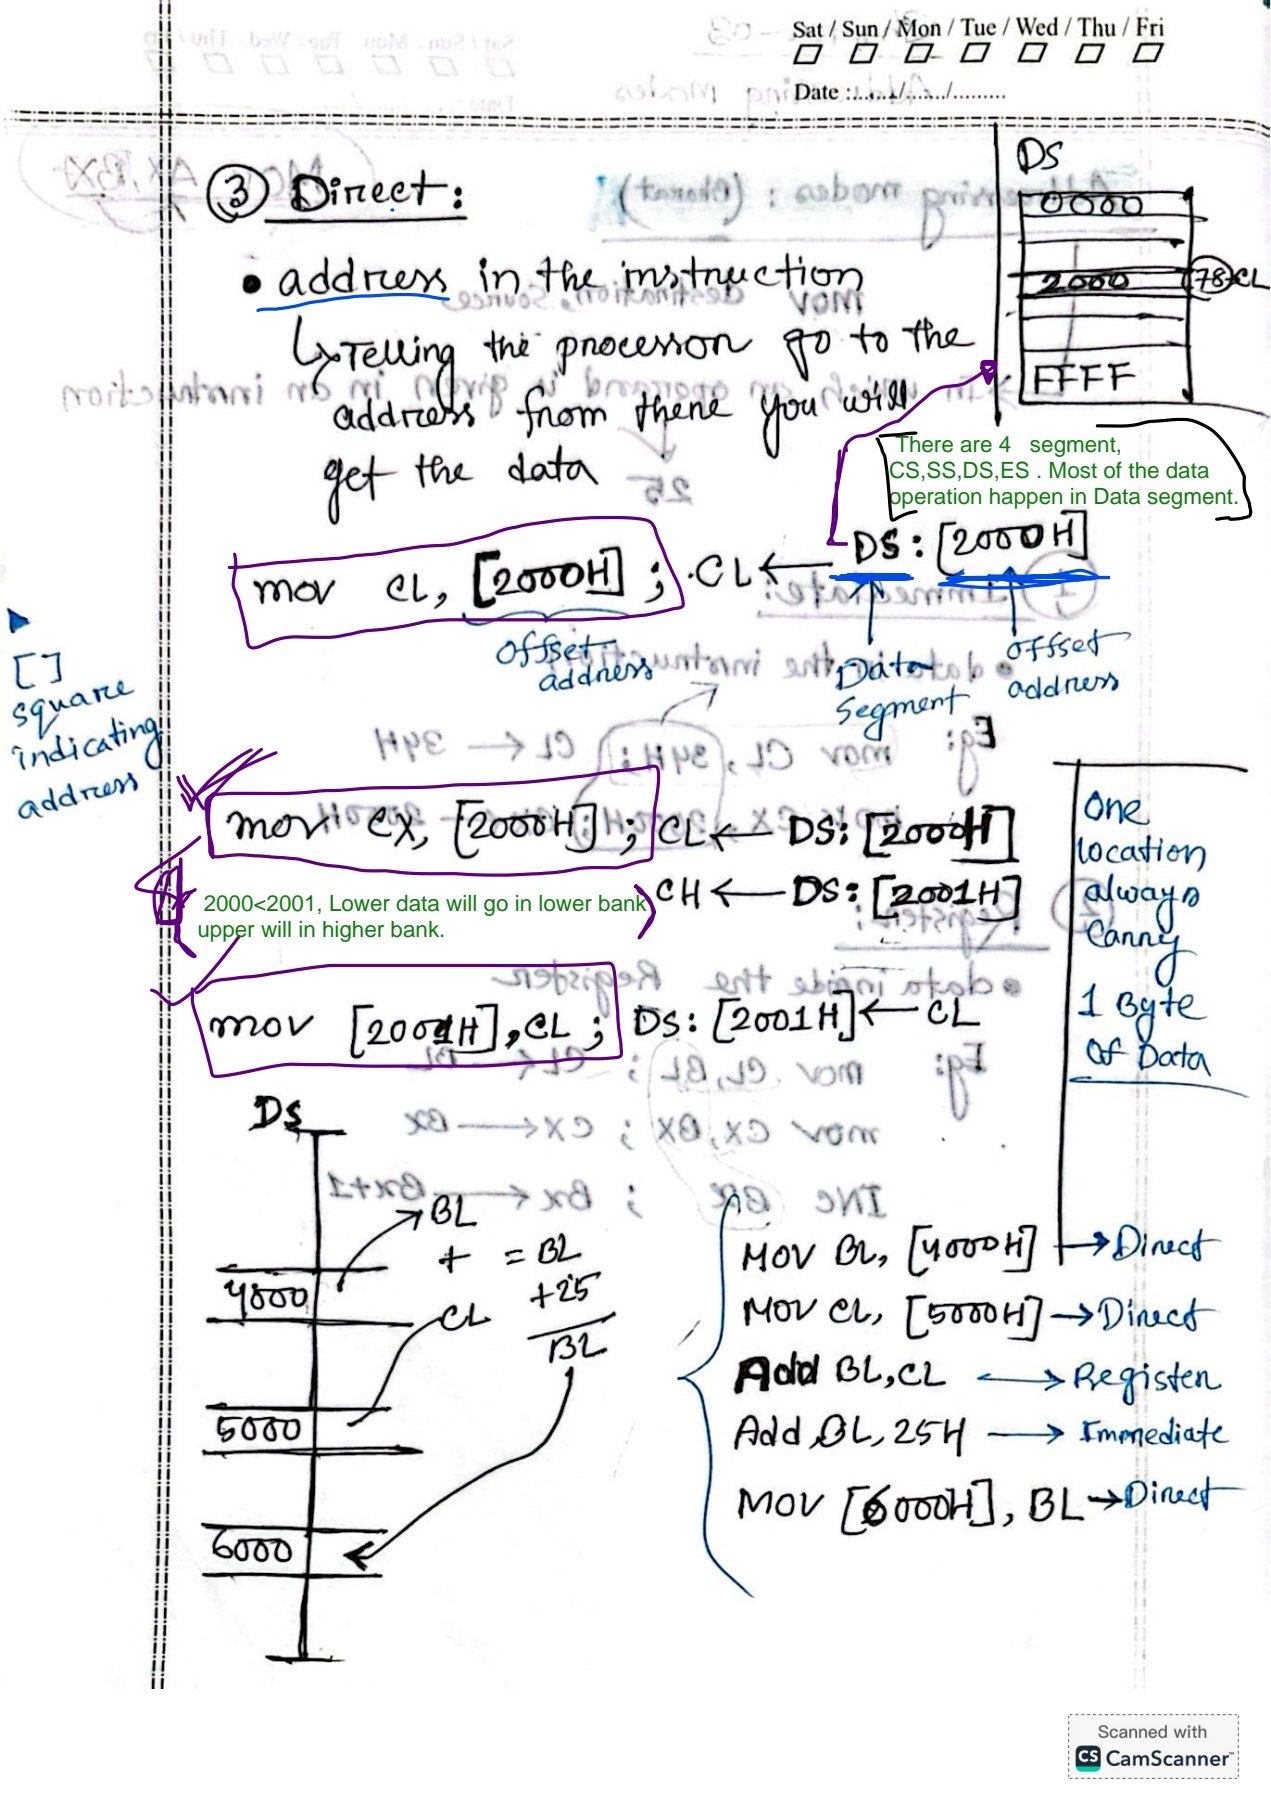 Sat / Sun / Mon / Tue / Wed / Thu / Fri
Date :
③ Direct:
DS
0000
2000 78 CL
FFFF
• address in the instruction
↳ Telling the processor go to the
address from there you will
get the data
There are 4 segment,
CS,SS,DS,ES . Most of the data
operation happen in Data segment.
mov CL, [2000H] ; CL ← DS : [2000H]
offset
address
Data
segment
offset
address
[ ]
square
indicating
address
mov CX, [2000H] ; CL ← DS: [2000H]
CH ← DS: [2001H]
2000<2001, Lower data will go in lower bank
upper will in higher bank.
mov [2001H], CL ; DS: [2001H] ← CL
One
location
always
carry
1 Byte
of Data
DS
BL
+ = BL
4000
+25
CL
BL
5000
6000
MOV BL, [4000H] → Direct
MOV CL, [5000H] → Direct
Add BL, CL → Register
Add BL, 25H → Immediate
MOV [6000H], BL → Direct
Scanned with
CS CamScanner